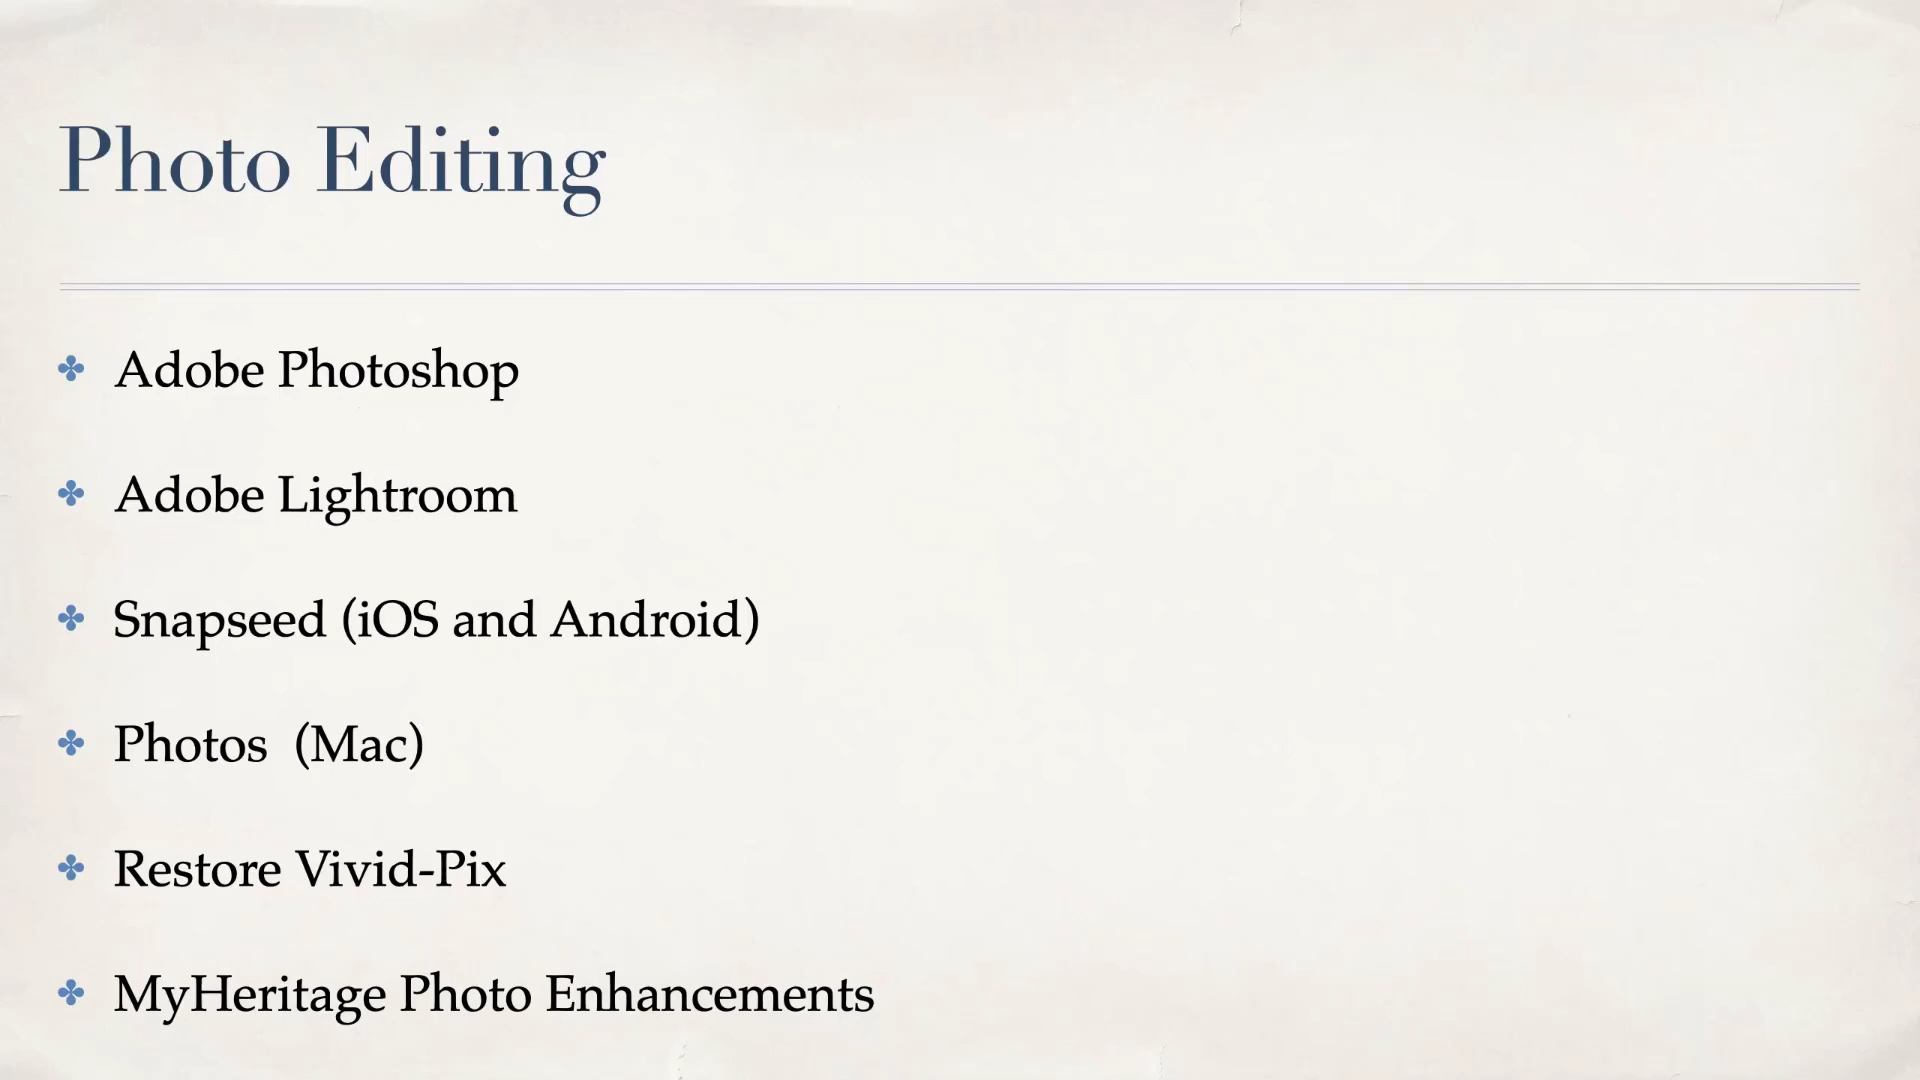 Photo Editing
Adobe Photoshop
Adobe Lightroom
Snapseed (iOS and Android)
Photos  (Mac)
Restore Vivid-Pix
MyHeritage Photo Enhancements